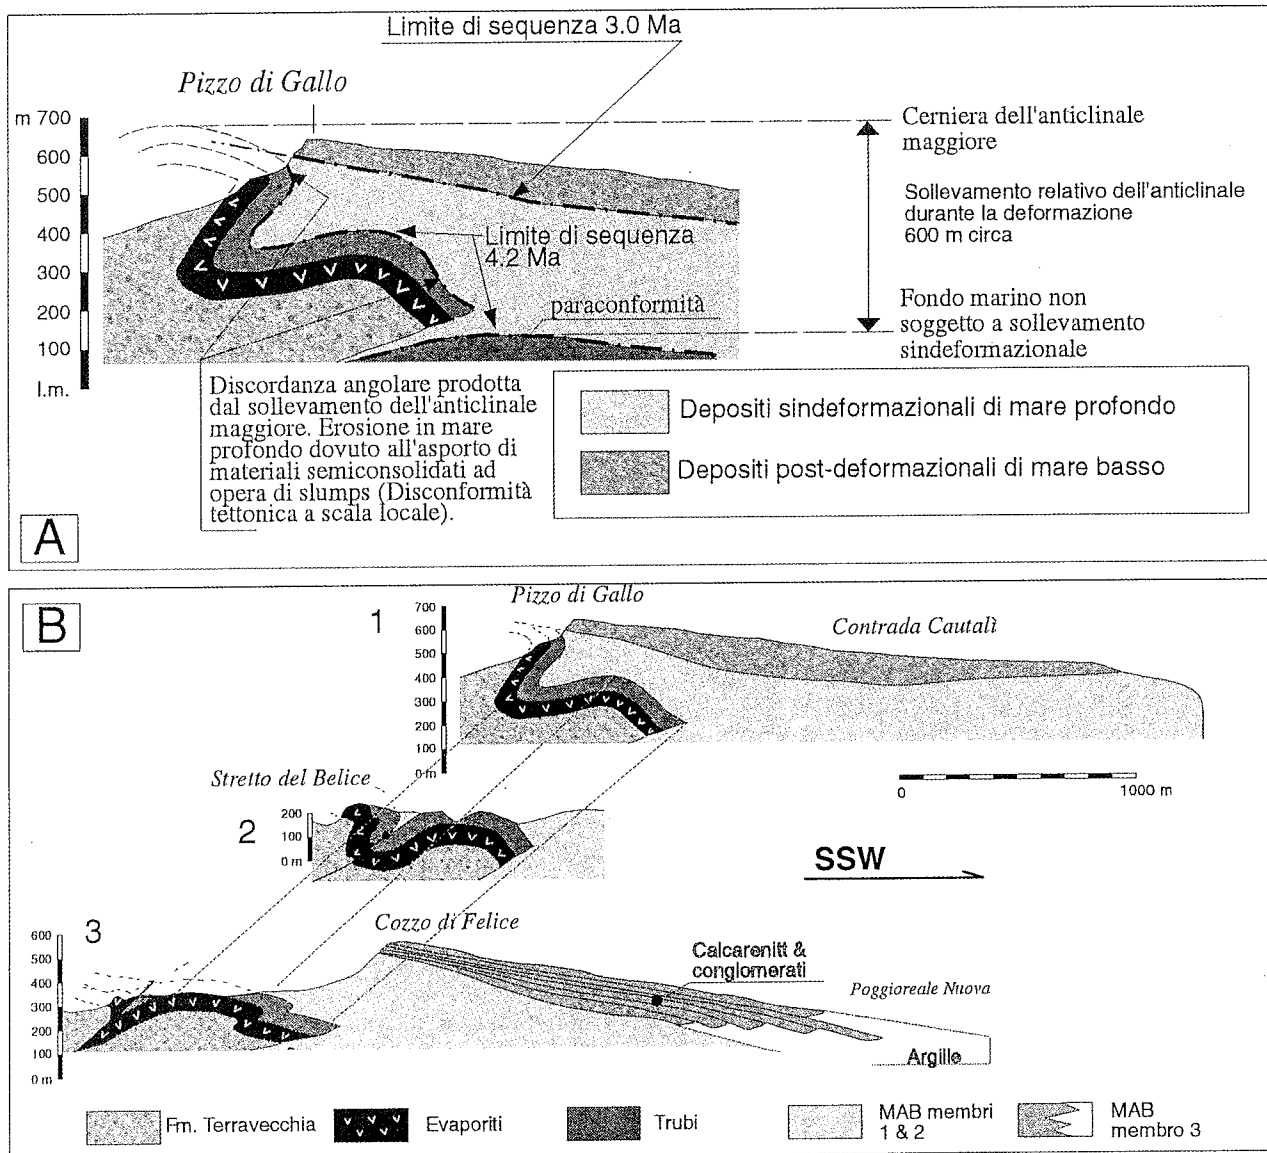 Limite di sequenza 3.0 Ma
Pizzo di Gallo
m 700
600
500
400
300
200
100
l.m.
Cerniera dell'anticlinale
maggiore
Sollevamento relativo dell'anticlinale
durante la deformazione
600 m circa
Limite di sequenza
4.2 Ma
paraconformità
Fondo marino non
soggetto a sollevamento
sindeformazionale
Discordanza angolare prodotta
dal sollevamento dell'anticlinale
maggiore. Erosione in mare
profondo dovuto all'asporto di
materiali semiconsolidati ad
opera di slumps (Disconformità
tettonica a scala locale).
Depositi sindeformazionali di mare profondo
Depositi post-deformazionali di mare basso
A
B
1
Pizzo di Gallo
Contrada Cautalì
700
600
500
400
300
200
100
0 m
0
1000 m
Stretto del Belice
2
200
100
0 m
SSW
3
Cozzo di Felice
600
500
400
300
200
100
0 m
Calcarenitt &
conglomerati
Poggioreale Nuova
Argille
Fm. Terravecchia
Evaporiti
Trubi
MAB membri
1 & 2
MAB
membro 3